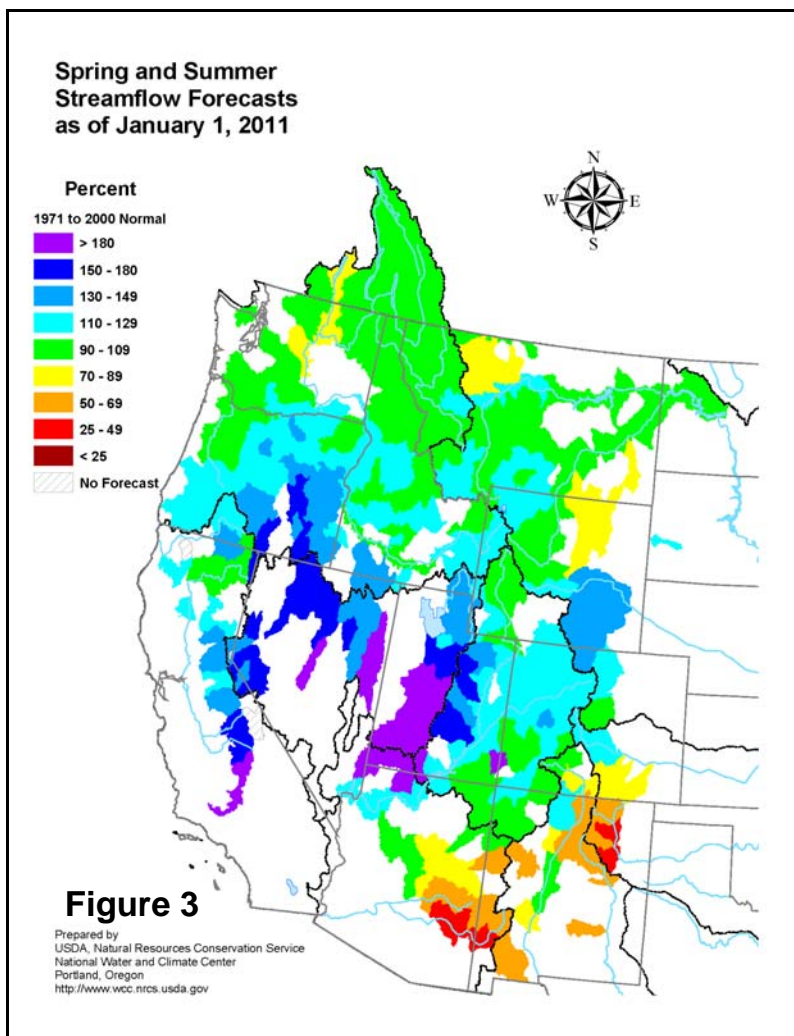 Spring and Summer
Streamflow Forecasts
as of January 1, 2011
N
W E
S
Percent
1971 to 2000 Normal
> 180
150 - 180
130 - 149
110 - 129
90 - 109
70 - 89
50 - 69
25 - 49
< 25
No Forecast
Figure 3
Prepared by
USDA, Natural Resources Conservation Service
National Water and Climate Center
Portland, Oregon
http://www.wcc.nrcs.usda.gov